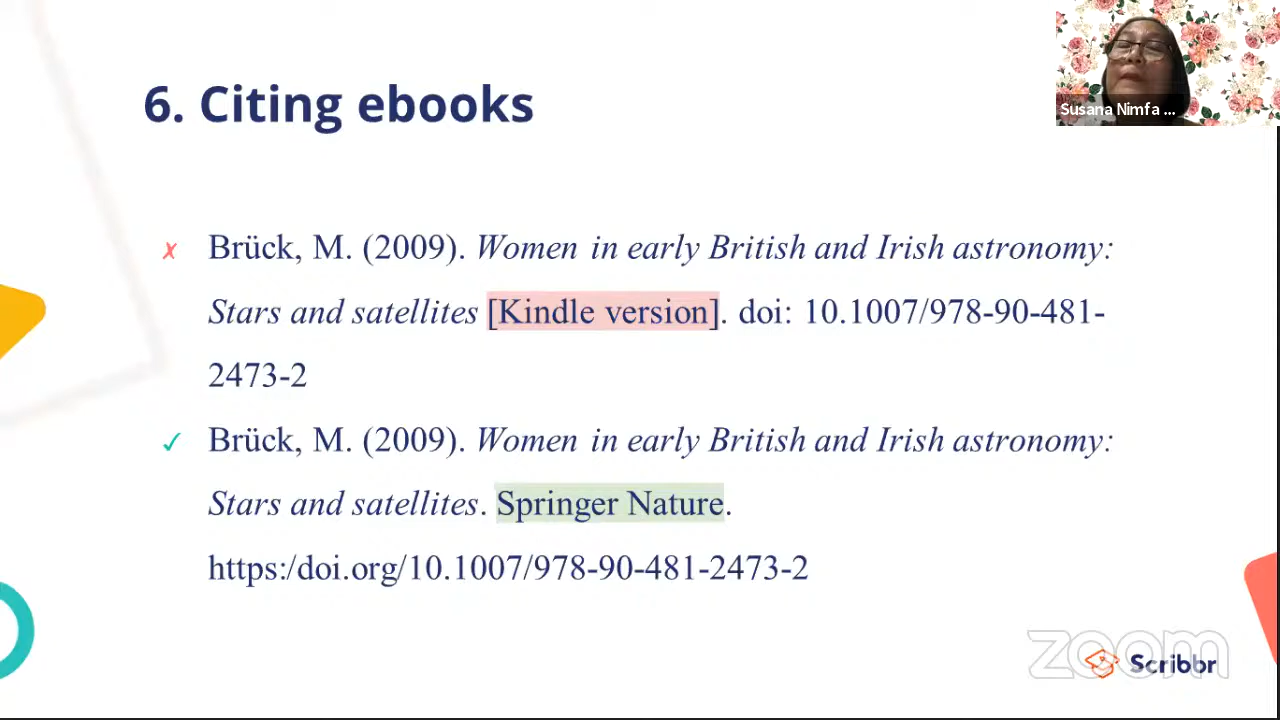 6. Citing ebooks
Susana Nimfa ...
✗ Brück, M. (2009). Women in early British and Irish astronomy:
Stars and satellites [Kindle version]. doi: 10.1007/978-90-481-
2473-2
✓ Brück, M. (2009). Women in early British and Irish astronomy:
Stars and satellites. Springer Nature.
https:/doi.org/10.1007/978-90-481-2473-2
zoom
Scribbr